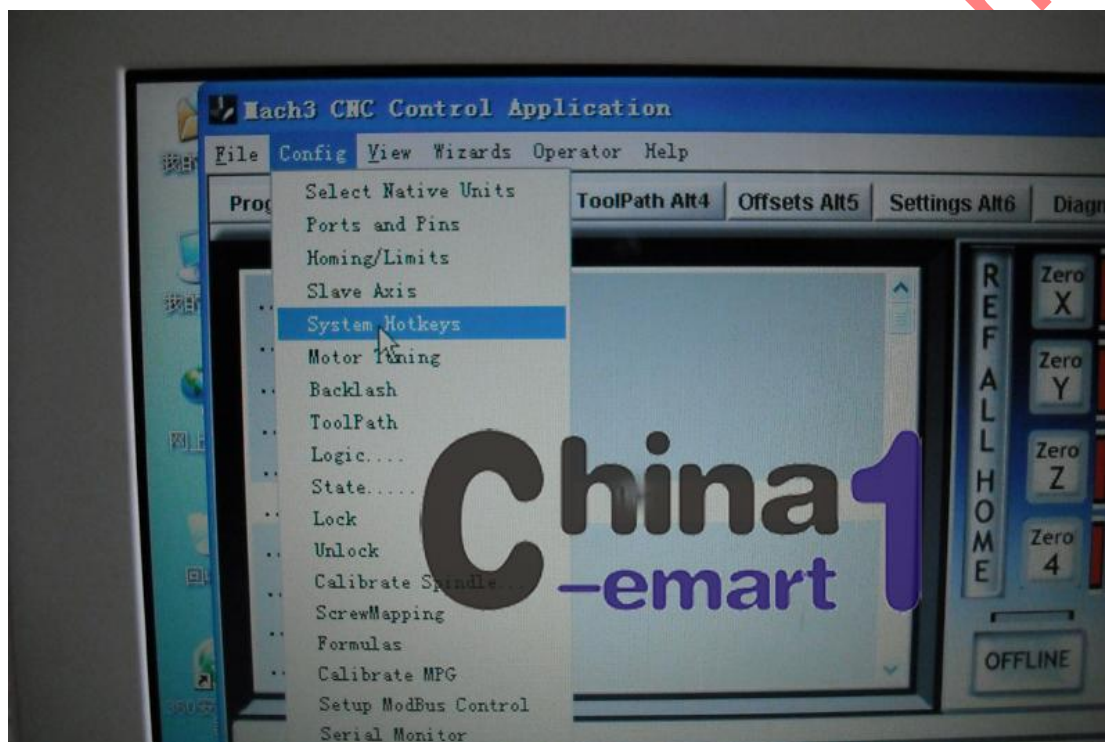 Mach3 CNC Control Application
File Config View Wizards Operator Help
Select Native Units
Ports and Pins
Homing/Limits
Slave Axis
System Hotkeys
Motor Tuning
Backlash
ToolPath
Logic....
State.....
Lock
Unlock
Calibrate Spindle...
ScrewMapping
Formulas
Calibrate MPG
Setup ModBus Control
Serial Monitor
ToolPath Alt4 Offsets Alt5 Settings Alt6
REF ALL HOME
Zero X
Zero Y
Zero Z
Zero 4
OFFLINE
China1
-emart